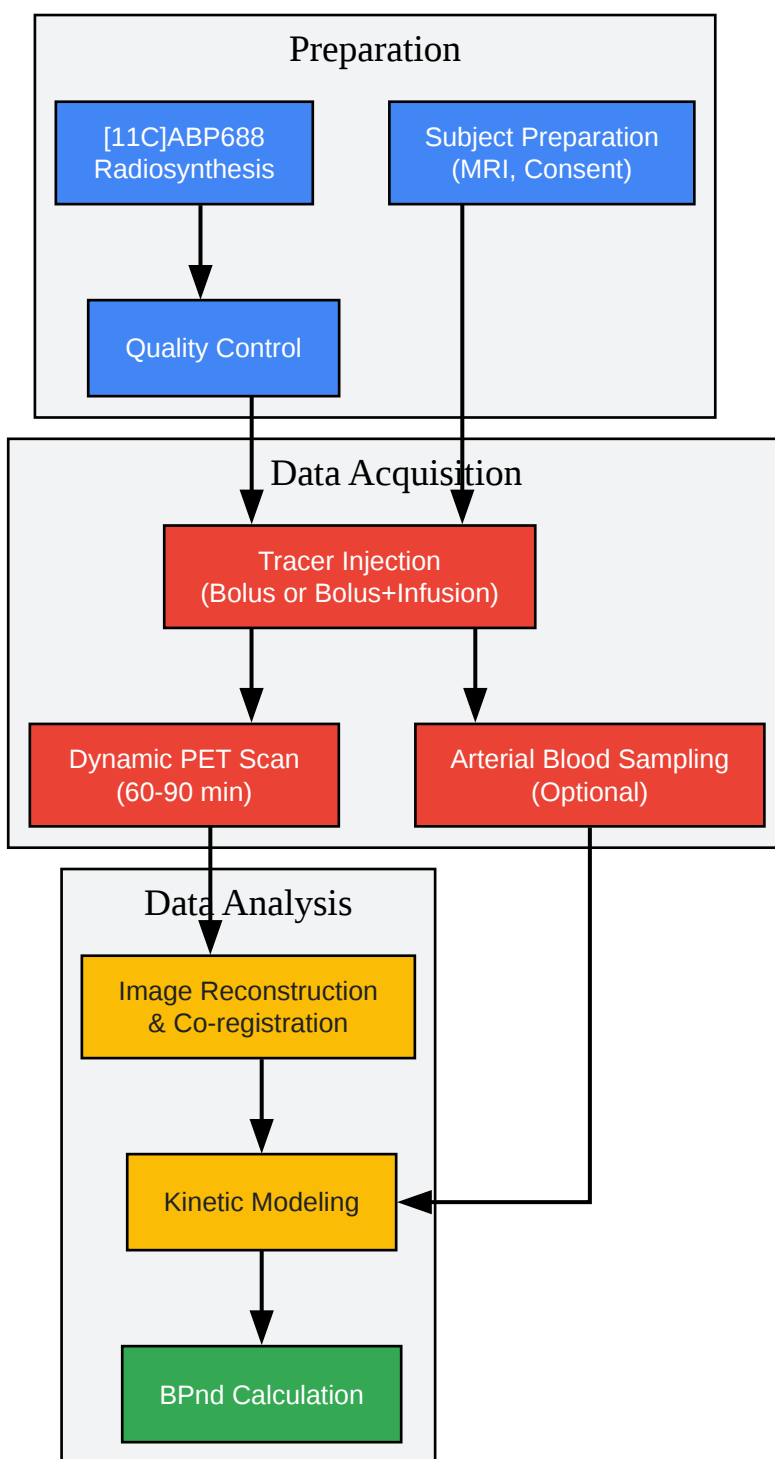 Preparation
[11C]ABP688
Radiosynthesis
Subject Preparation
(MRI, Consent)
Quality Control
Data Acquisition
Tracer Injection
(Bolus or Bolus+Infusion)
Dynamic PET Scan
(60-90 min)
Arterial Blood Sampling
(Optional)
Data Analysis
Image Reconstruction
& Co-registration
Kinetic Modeling
BPnd Calculation